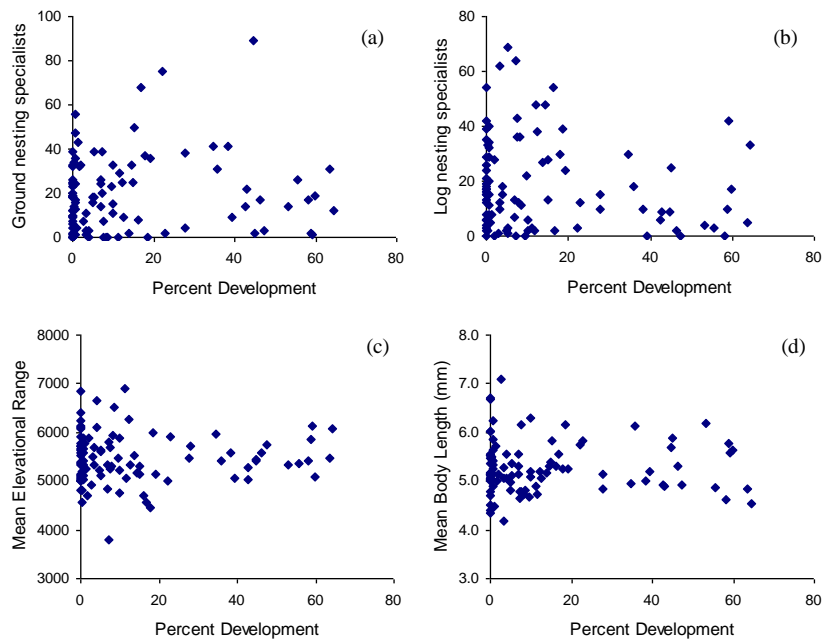 (a)
Ground nesting specialists
100
80
60
40
20
0
0 20 40 60 80
Percent Development
(b)
Log nesting specialists
100
80
60
40
20
0
0 20 40 60 80
Percent Development
(c)
Mean Elevational Range
8000
7000
6000
5000
4000
3000
0 20 40 60 80
Percent Development
(d)
Mean Body Length (mm)
8.0
7.0
6.0
5.0
4.0
3.0
0 20 40 60 80
Percent Development